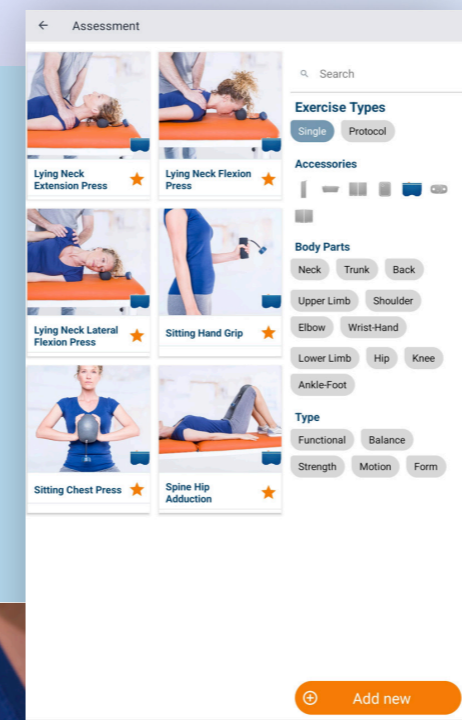 Assessment
Lying Neck
Extension Press
Lying Neck Flexion
Press
Lying Neck Lateral
Flexion Press
Sitting Hand Grip
Sitting Chest Press
Spine Hip
Adduction
Search
Exercise Types
Single Protocol
Accessories
Body Parts
Neck Trunk Back
Upper Limb Shoulder
Elbow Wrist-Hand
Lower Limb Hip Knee
Ankle-Foot
Type
Functional Balance
Strength Motion Form
Add new